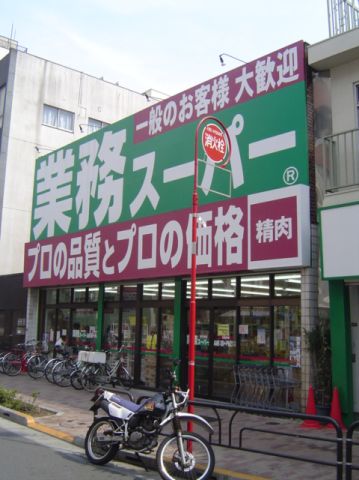 一般のお客様 大歓迎
業務スーパー®
プロの品質とプロの価格
精肉
消火栓